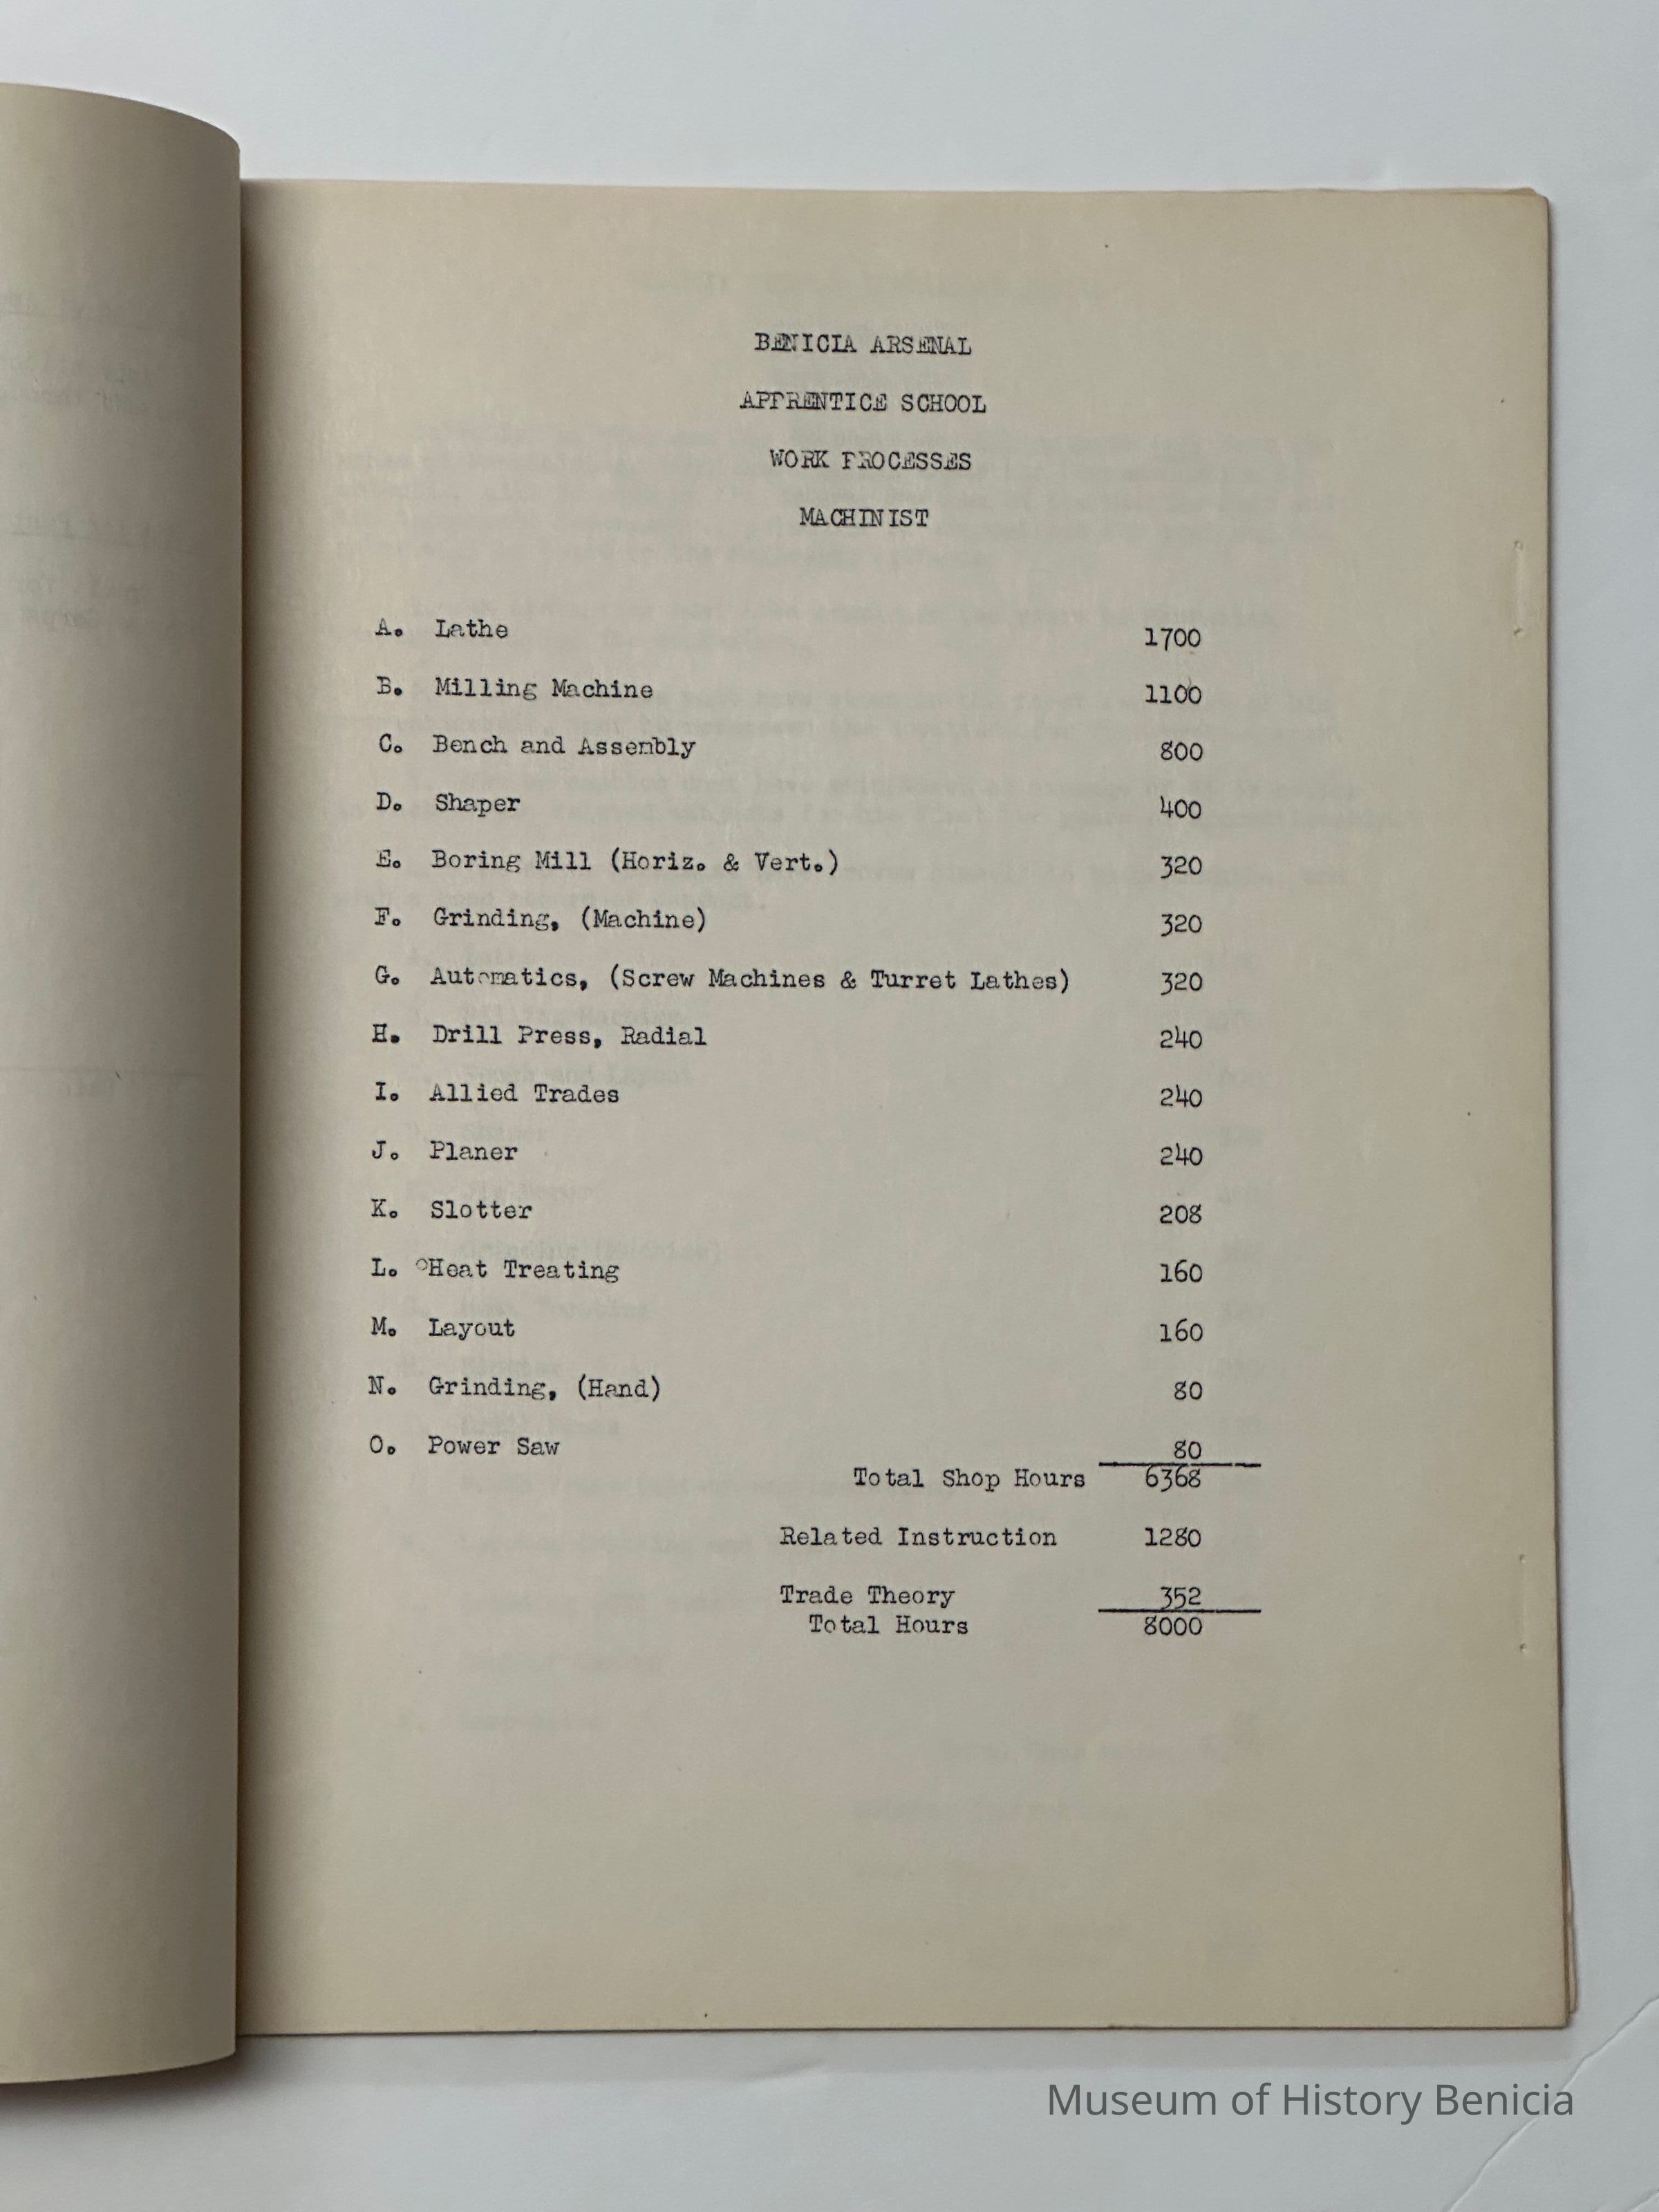 BENICIA ARSENAL
APPRENTICE SCHOOL
WORK PROCESSES
MACHINIST
A. Lathe 1700
B. Milling Machine 1100
C. Bench and Assembly 800
D. Shaper 400
E. Boring Mill (Horiz. & Vert.) 320
F. Grinding, (Machine) 320
G. Automatics, (Screw Machines & Turret Lathes) 320
H. Drill Press, Radial 240
I. Allied Trades 240
J. Planer 240
K. Slotter 208
L. Heat Treating 160
M. Layout 160
N. Grinding, (Hand) 80
O. Power Saw 80
Total Shop Hours 6368
Related Instruction 1280
Trade Theory 352
Total Hours 8000
Museum of History Benicia